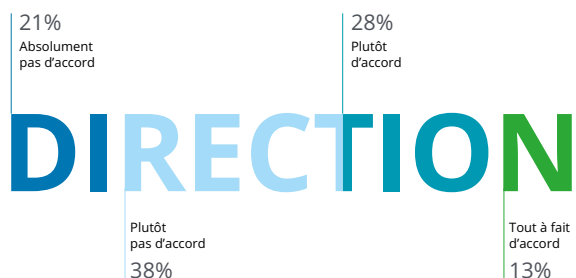 21%
Absolument
pas d’accord
28%
Plutôt
d’accord
DIRECTION
Plutôt
pas d’accord
38%
Tout à fait
d’accord
13%